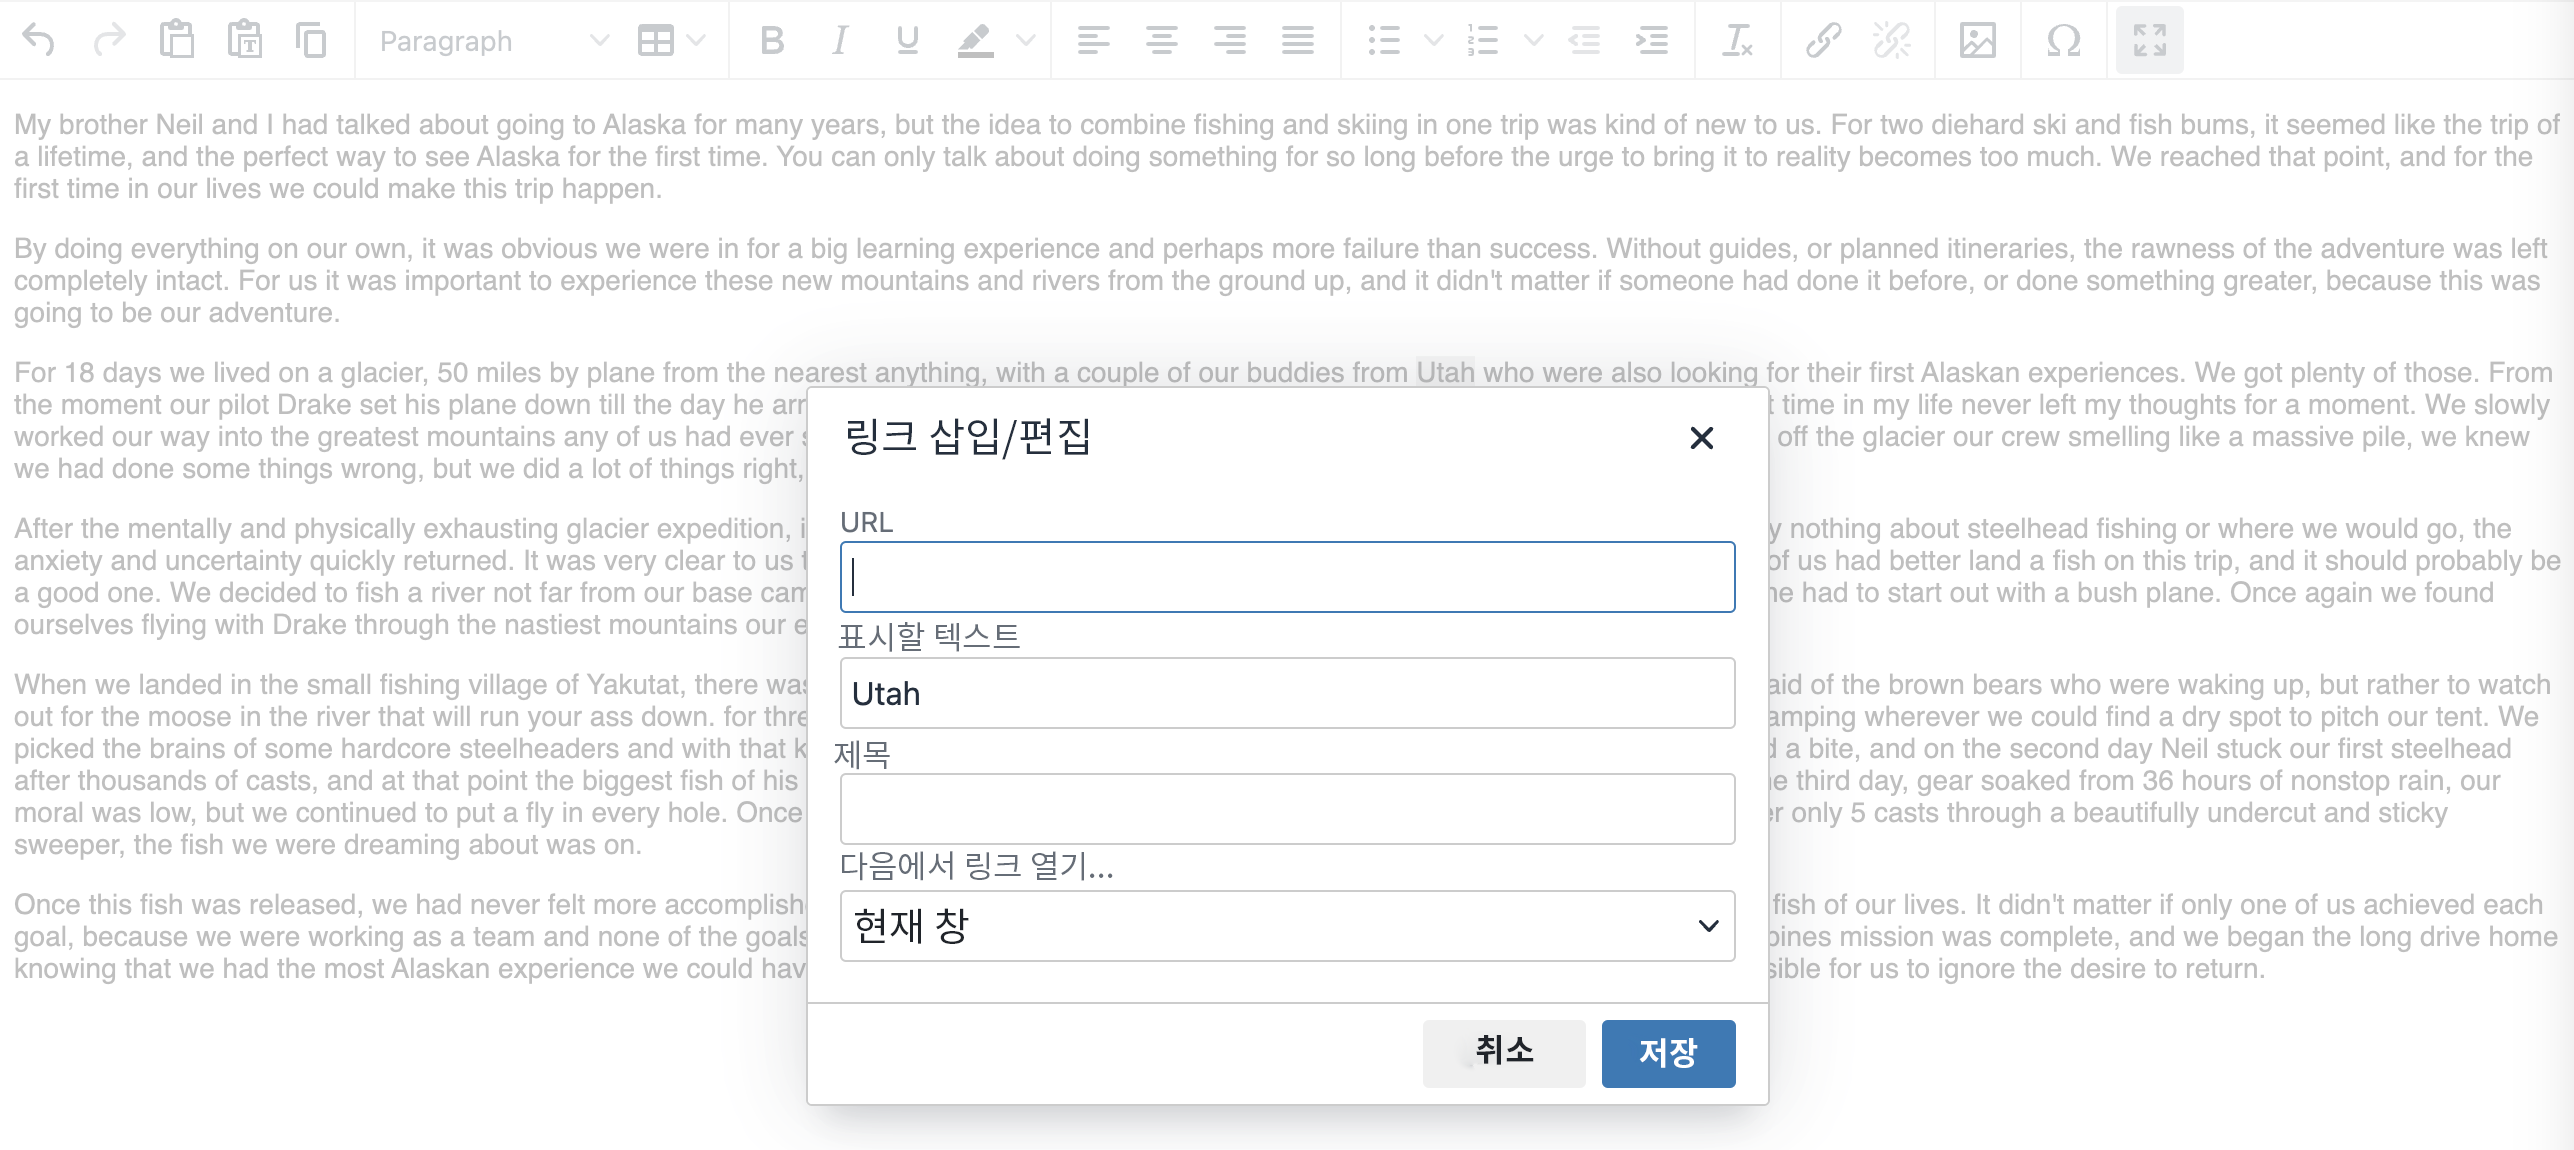 Paragraph
My brother Neil and I had talked about going to Alaska for many years, but the idea to combine fishing and skiing in one trip was kind of new to us. For two diehard ski and fish bums, it seemed like the trip of
a lifetime, and the perfect way to see Alaska for the first time. You can only talk about doing something for so long before the urge to bring it to reality becomes too much. We reached that point, and for the
first time in our lives we could make this trip happen.
By doing everything on our own, it was obvious we were in for a big learning experience and perhaps more failure than success. Without guides, or planned itineraries, the rawness of the adventure was left
completely intact. For us it was important to experience these new mountains and rivers from the ground up, and it didn't matter if someone had done it before, or done something greater, because this was
going to be our adventure.
For 18 days we lived on a glacier, 50 miles by plane from the nearest anything, with a couple of our buddies from Utah who were also looking for their first Alaskan experiences. We got plenty of those. From
the moment our pilot Drake set his plane down till the day he time in my life never left my thoughts for a moment. We slowly
worked our way into the greatest mountains any of us had ever off the glacier our crew smelling like a massive pile, we knew
we had done some things wrong, but we did a lot of things right,
After the mentally and physically exhausting glacier expedition, nothing about steelhead fishing or where we would go, the
anxiety and uncertainty quickly returned. It was very clear to us of us had better land a fish on this trip, and it should probably be
a good one. We decided to fish a river not far from our base had to start out with a bush plane. Once again we found
ourselves flying with Drake through the nastiest mountains our
When we landed in the small fishing village of Yakutat, there of the brown bears who were waking up, but rather to watch
out for the moose in the river that will run your ass down. for wherever we could find a dry spot to pitch our tent. We
picked the brains of some hardcore steelheaders and with that a bite, and on the second day Neil stuck our first steelhead
after thousands of casts, and at that point the biggest fish of his third day, gear soaked from 36 hours of nonstop rain, our
moral was low, but we continued to put a fly in every hole. Once only 5 casts through a beautifully undercut and sticky
sweeper, the fish we were dreaming about was on.
Once this fish was released, we had never felt more fish of our lives. It didn't matter if only one of us achieved each
goal, because we were working as a team and none of the mission was complete, and we began the long drive home
knowing that we had the most Alaskan experience we could for us to ignore the desire to return.
링크 삽입/편집
URL
표시할 텍스트
Utah
제목
다음에서 링크 열기...
현재 창
취소
저장